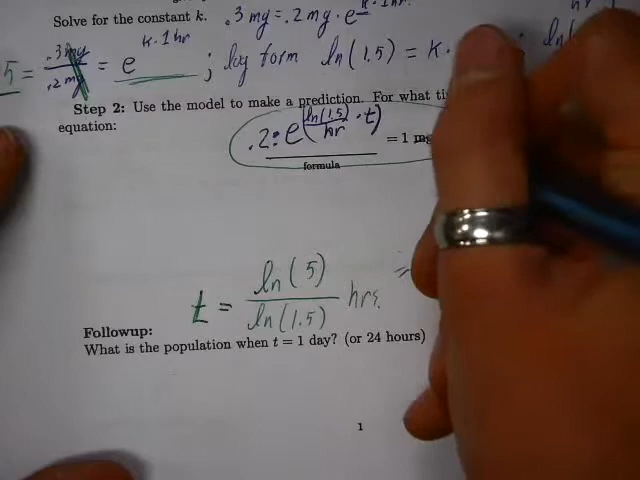 Solve for the constant k. .3 mg = .2 mg · e^k · 1hr
5 = .3 mg / .2 mg = e^k · 1 hr ; log form ln(1.5) = k ·
Step 2: Use the model to make a prediction. For what
equation:
.2 · e^(ln(1.5)/hr · t) = 1 mg
formula
t = ln(5) / ln(1.5) hrs.
Followup:
What is the population when t = 1 day? (or 24 hours)
1